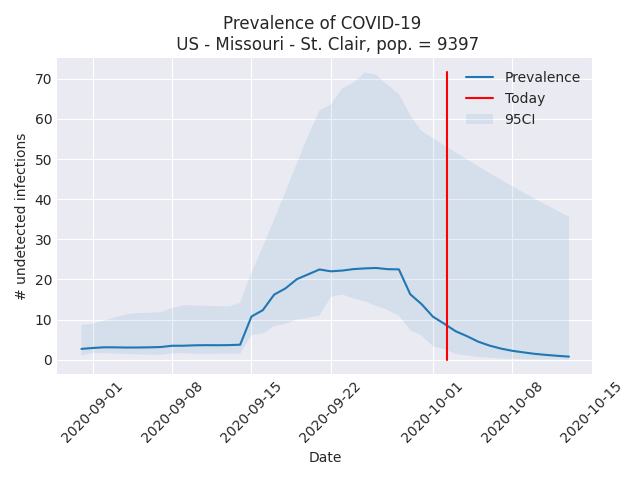 Prevalence of COVID-19
US - Missouri - St. Clair, pop. = 9397
Prevalence
Today
95CI
70
60
50
40
30
20
10
0
# undetected infections
2020-09-01
2020-09-08
2020-09-15
2020-09-22
2020-10-01
2020-10-08
2020-10-15
Date